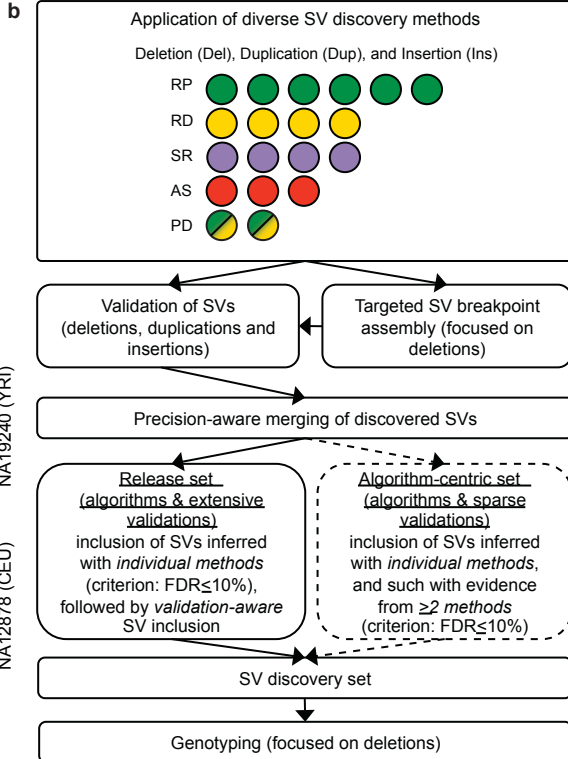 b
Application of diverse SV discovery methods
Deletion (Del), Duplication (Dup), and Insertion (Ins)
RP
RD
SR
AS
PD
Validation of SVs
(deletions, duplications and
insertions)
Targeted SV breakpoint
assembly (focused on
deletions)
Precision-aware merging of discovered SVs
NA19240 (YRI)
NA12878 (CEU)
Release set
(algorithms & extensive
validations)
inclusion of SVs inferred
with individual methods
(criterion: FDR≤10%),
followed by validation-aware
SV inclusion
Algorithm-centric set
(algorithms & sparse
validations)
inclusion of SVs inferred
with individual methods,
and such with evidence
from ≥2 methods
(criterion: FDR≤10%)
SV discovery set
Genotyping (focused on deletions)